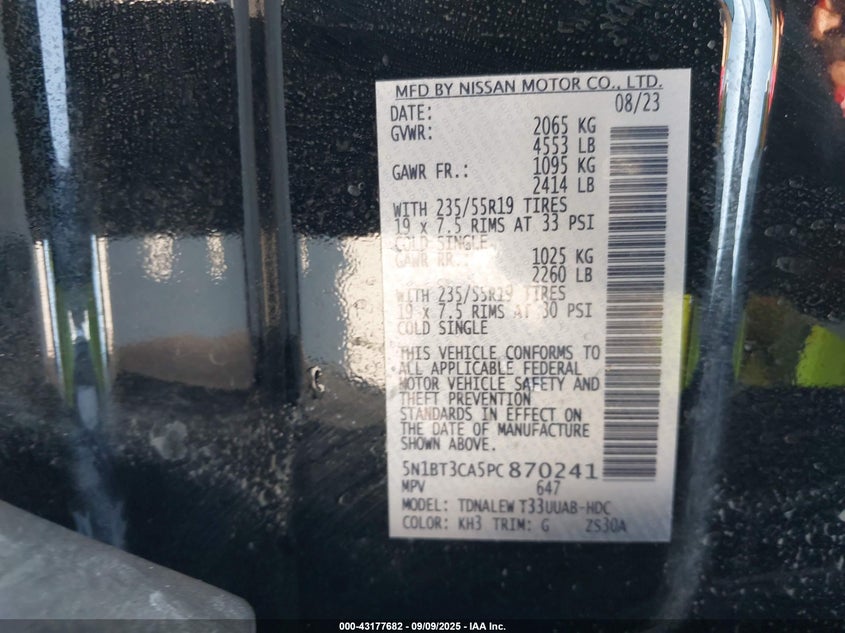 MFD BY NISSAN MOTOR CO., LTD.
DATE: 08/23
GVWR: 2065 KG
4553 LB
GAWR FR.: 1095 KG
2414 LB
WITH 235/55R19 TIRES
19 x 7.5 RIMS AT 33 PSI
COLD SINGLE
GAWR RR.: 1025 KG
2260 LB
WITH 235/55R19 TIRES
19 x 7.5 RIMS AT 30 PSI
COLD SINGLE
THIS VEHICLE CONFORMS TO
ALL APPLICABLE FEDERAL
MOTOR VEHICLE SAFETY AND
THEFT PREVENTION
STANDARDS IN EFFECT ON
THE DATE OF MANUFACTURE
SHOWN ABOVE.
5N1BT3CA5PC870241
MPV 647
MODEL: TDNALEW T33UUAB-HDC
COLOR: KH3 TRIM: G ZS30A
000-43177682 - 09/09/2025 - IAA Inc.